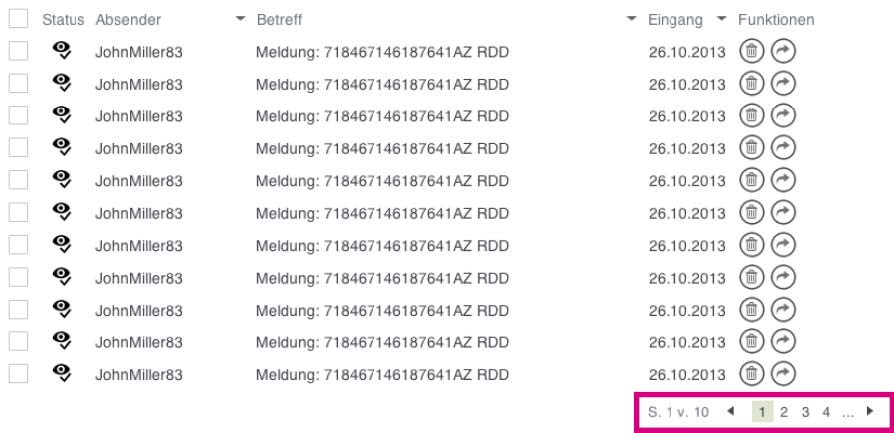 Status Absender Betreff Eingang Funktionen
JohnMiller83 Meldung: 718467146187641AZ RDD 26.10.2013
JohnMiller83 Meldung: 718467146187641AZ RDD 26.10.2013
JohnMiller83 Meldung: 718467146187641AZ RDD 26.10.2013
JohnMiller83 Meldung: 718467146187641AZ RDD 26.10.2013
JohnMiller83 Meldung: 718467146187641AZ RDD 26.10.2013
JohnMiller83 Meldung: 718467146187641AZ RDD 26.10.2013
JohnMiller83 Meldung: 718467146187641AZ RDD 26.10.2013
JohnMiller83 Meldung: 718467146187641AZ RDD 26.10.2013
JohnMiller83 Meldung: 718467146187641AZ RDD 26.10.2013
JohnMiller83 Meldung: 718467146187641AZ RDD 26.10.2013
JohnMiller83 Meldung: 718467146187641AZ RDD 26.10.2013
S. 1 v. 10 1 2 3 4 ...